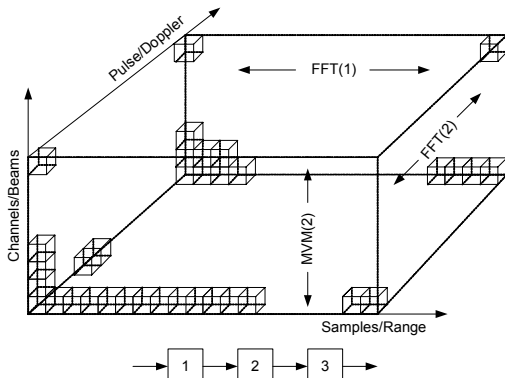 Pulse/Doppler
FFT(1)
FFT(2)
Channels/Beams
MVM(2)
Samples/Range
1 2 3